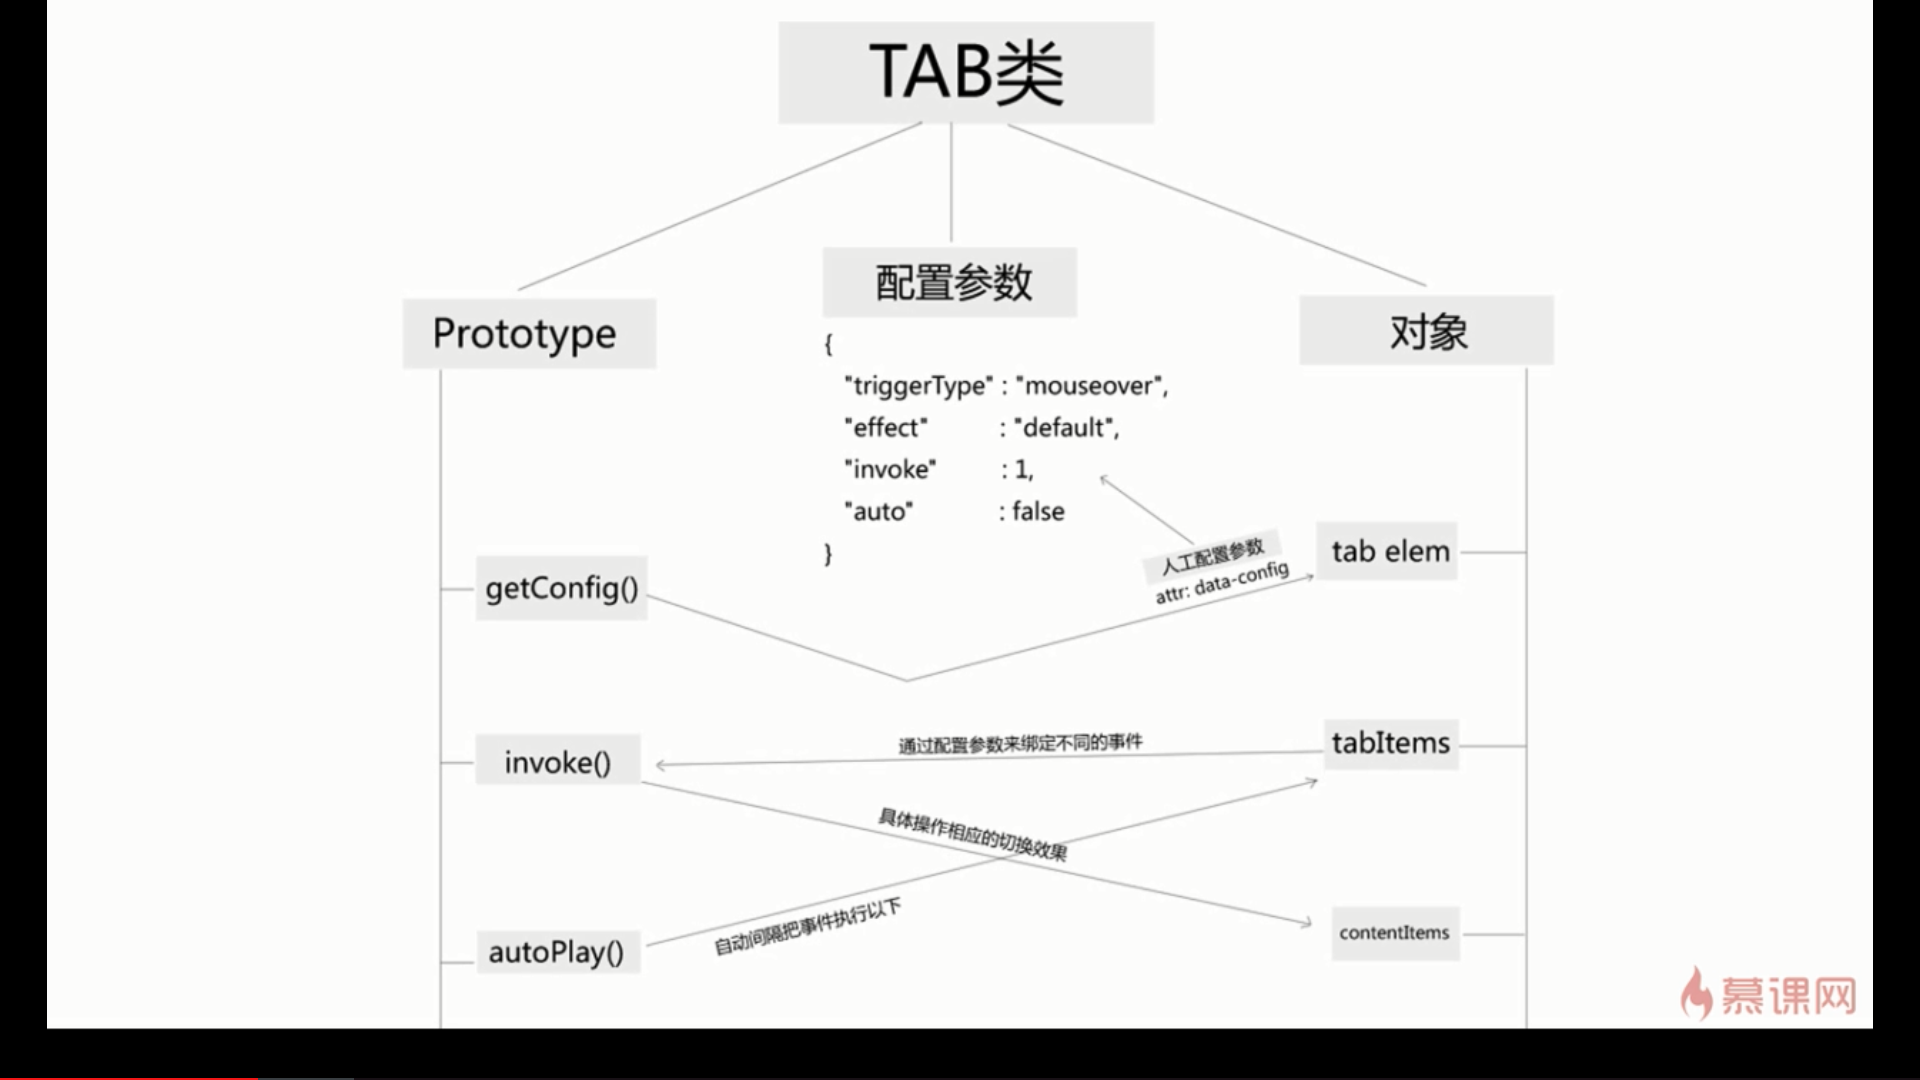 TAB类
Prototype
配置参数
对象
{
"triggerType" : "mouseover",
"effect" : "default",
"invoke" : 1,
"auto" : false
}
人工配置参数
attr: data-config
tab elem
getConfig()
通过配置参数来绑定不同的事件
tabItems
invoke()
具体操作相应的切换效果
自动间隔把事件执行以下
autoPlay()
contentItems
慕课网